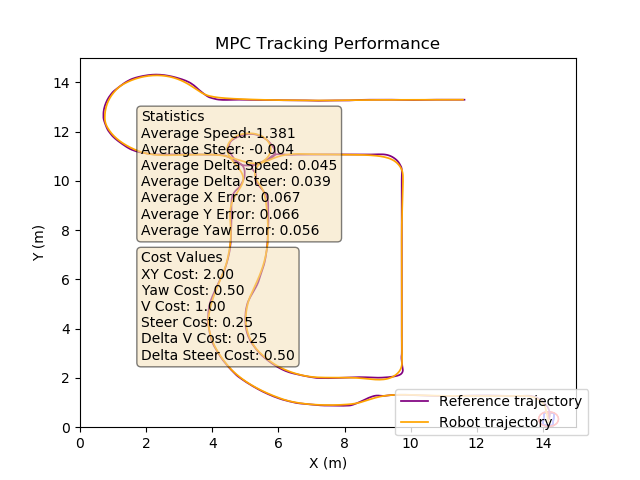 MPC Tracking Performance
Y (m)
14
12
10
8
6
4
2
0
Statistics
Average Speed: 1.381
Average Steer: -0.004
Average Delta Speed: 0.045
Average Delta Steer: 0.039
Average X Error: 0.067
Average Y Error: 0.066
Average Yaw Error: 0.056
Cost Values
XY Cost: 2.00
Yaw Cost: 0.50
V Cost: 1.00
Steer Cost: 0.25
Delta V Cost: 0.25
Delta Steer Cost: 0.50
Reference trajectory
Robot trajectory
0 2 4 6 8 10 12 14
X (m)